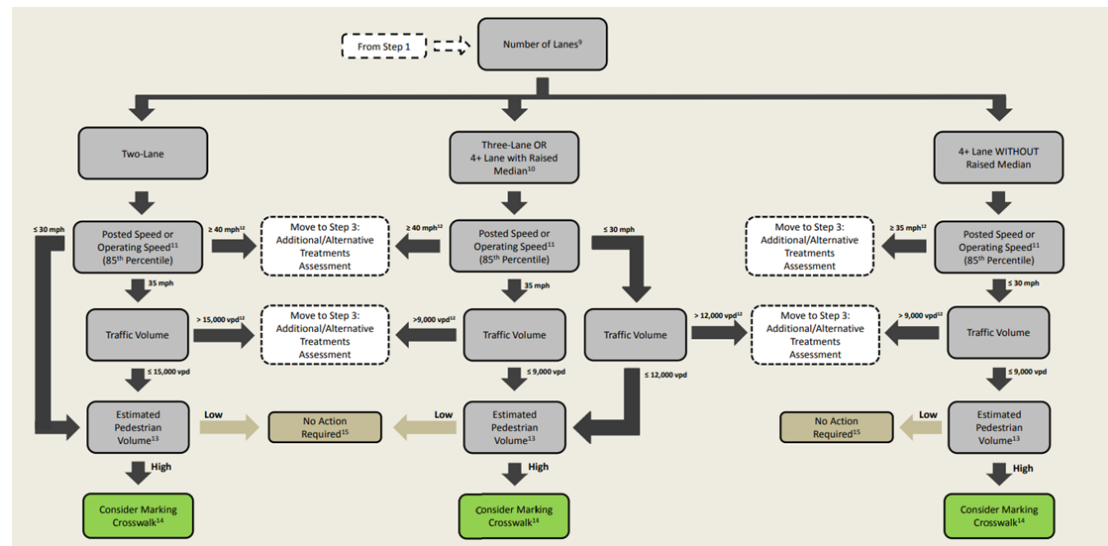 From Step 1
Number of Lanes⁹
Two-Lane
Three-Lane OR
4+ Lane with Raised
Median¹⁰
4+ Lane WITHOUT
Raised Median
≤ 30 mph
Posted Speed or
Operating Speed¹¹
(85th Percentile)
≥ 40 mph¹²
Move to Step 3:
Additional/Alternative
Treatments
Assessment
≥ 40 mph¹²
Posted Speed or
Operating Speed¹¹
(85th Percentile)
≤ 30 mph
Move to Step 3:
Additional/Alternative
Treatments
Assessment
≥ 35 mph¹²
Posted Speed or
Operating Speed¹¹
(85th Percentile)
35 mph
35 mph
≤ 30 mph
Traffic Volume
> 15,000 vpd¹²
Move to Step 3:
Additional/Alternative
Treatments
Assessment
>9,000 vpd¹²
Traffic Volume
Traffic Volume
> 12,000 vpd¹²
Move to Step 3:
Additional/Alternative
Treatments
Assessment
> 9,000 vpd¹²
Traffic Volume
≤ 15,000 vpd
≤ 9,000 vpd
≤ 12,000 vpd
≤9,000 vpd
Estimated
Pedestrian
Volume¹³
Low
No Action
Required¹⁵
Low
Estimated
Pedestrian
Volume¹³
No Action
Required¹⁵
Low
Estimated
Pedestrian
Volume¹³
High
High
High
Consider Marking
Crosswalk¹⁴
Consider Marking
Crosswalk¹⁴
Consider Marking
Crosswalk¹⁴